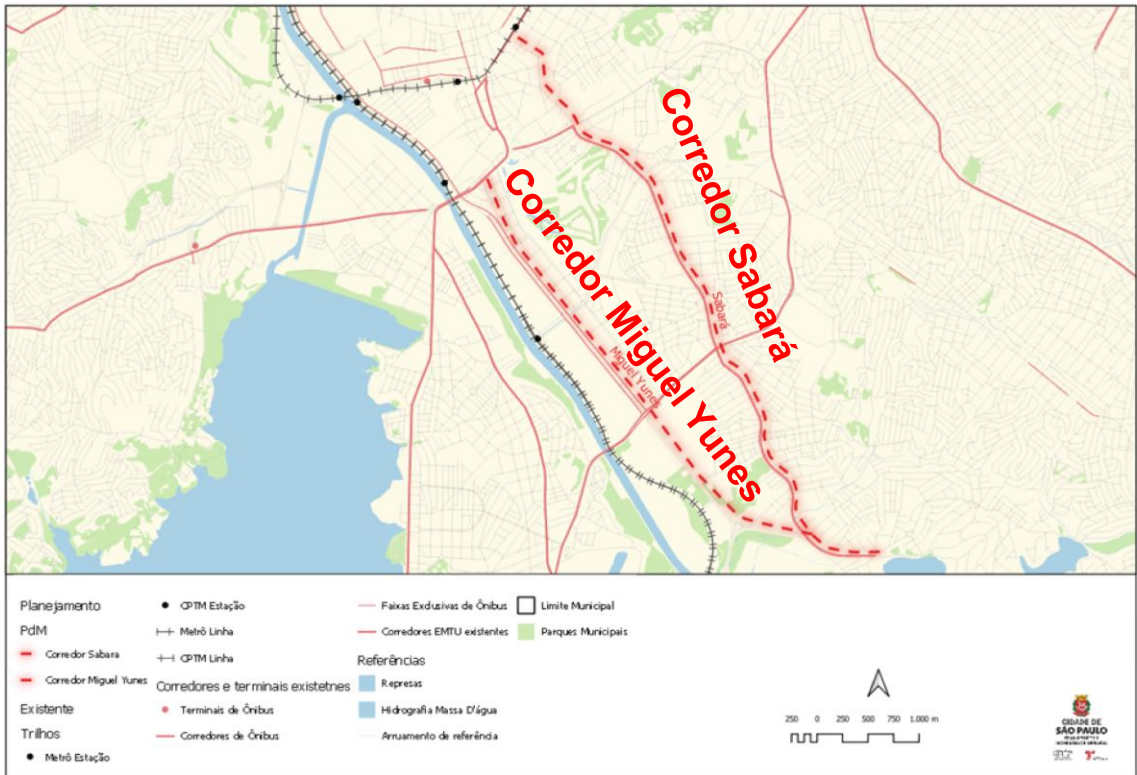 Corredor Sabará
Corredor Miguel Yunes
Sabará
Miguel Yunes
Planejamento
PdM
Corredor Sabara
Corredor Miguel Yunes
Existente
Trilhos
Metrô Estação
CPTM Estação
Metrô Linha
CPTM Linha
Corredores e terminais existetnes
Terminais de Ônibus
Corredores de Ônibus
Faixas Exclusivas de Ônibus
Corredores EMTU existentes
Referências
Represas
Hidrografia Massa D'água
Arruamento de referência
Limite Municipal
Parques Municipais
250 0 250 500 750 1.000 m
CIDADE DE
SÃO PAULO